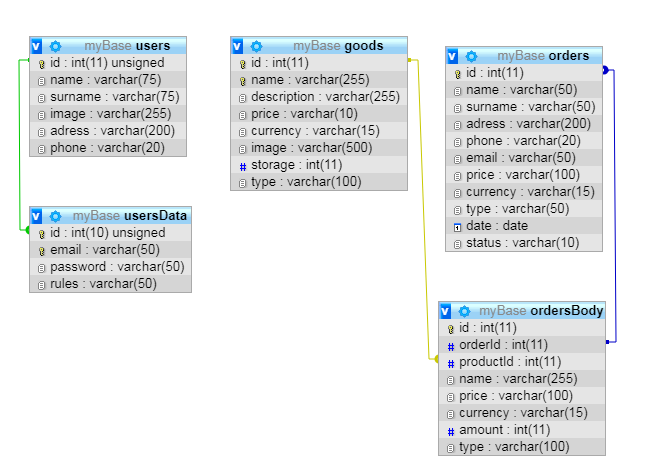 myBase users
id : int(11) unsigned
name : varchar(75)
surname : varchar(75)
image : varchar(255)
adress : varchar(200)
phone : varchar(20)
myBase usersData
id : int(10) unsigned
email : varchar(50)
password : varchar(50)
rules : varchar(50)
myBase goods
id : int(11)
name : varchar(255)
description : varchar(255)
price : varchar(10)
currency : varchar(15)
image : varchar(500)
storage : int(11)
type : varchar(100)
myBase orders
id : int(11)
name : varchar(50)
surname : varchar(50)
adress : varchar(200)
phone : varchar(20)
email : varchar(50)
price : varchar(100)
currency : varchar(15)
type : varchar(50)
date : date
status : varchar(10)
myBase ordersBody
id : int(11)
orderId : int(11)
productId : int(11)
name : varchar(255)
price : varchar(100)
currency : varchar(15)
amount : int(11)
type : varchar(100)